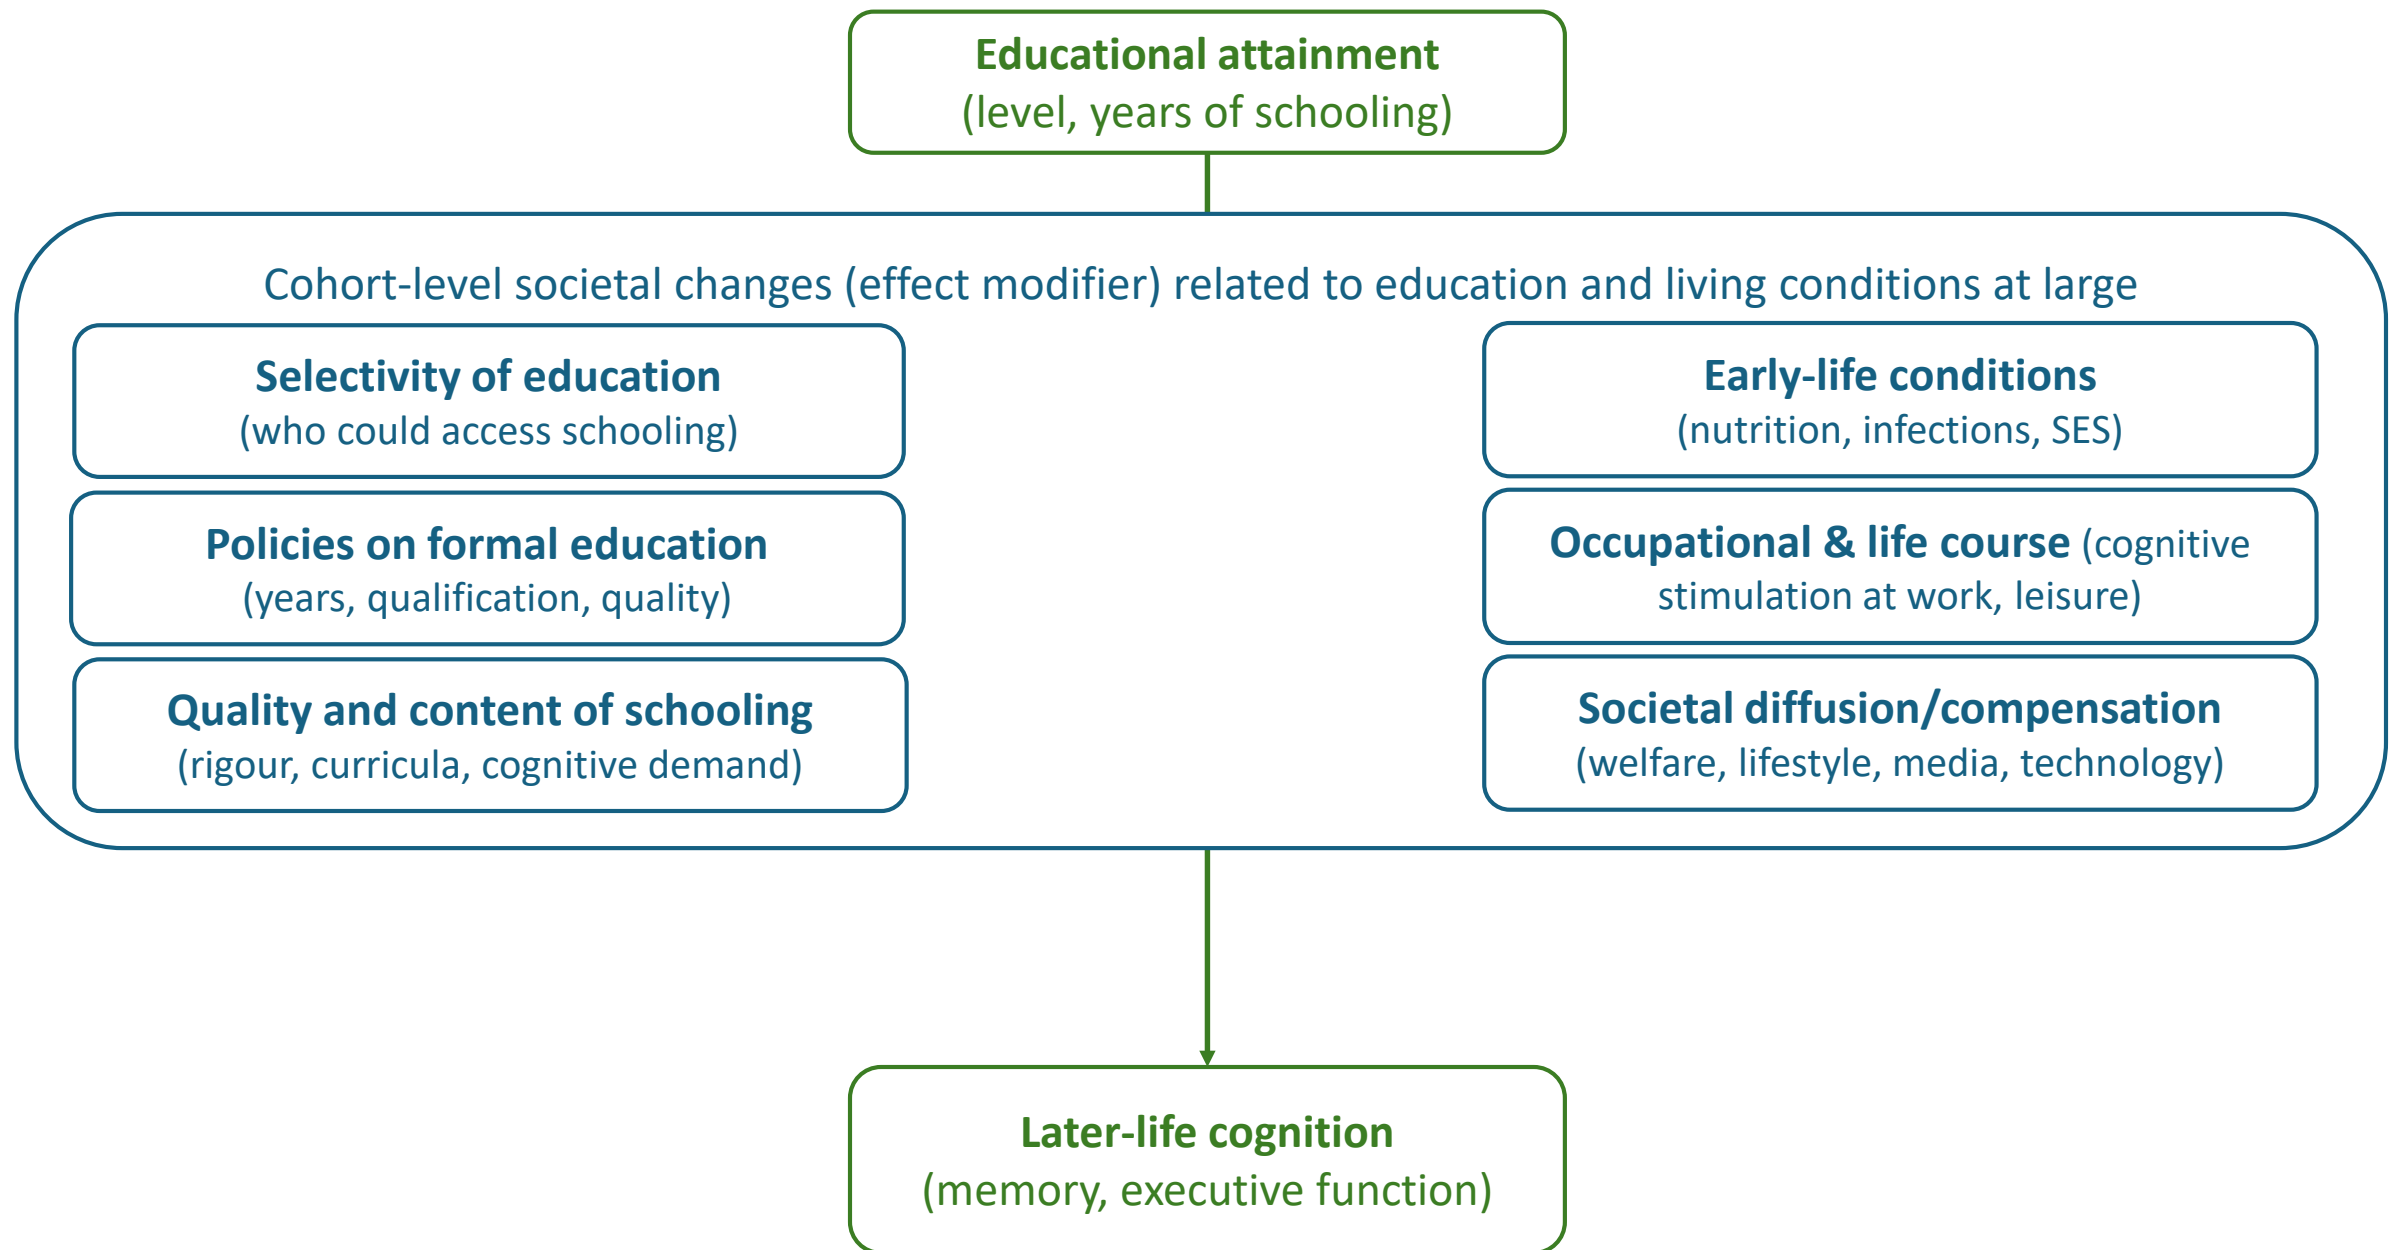 Educational attainment
(level, years of schooling)
Cohort-level societal changes (effect modifier) related to education and living conditions at large
Selectivity of education
(who could access schooling)
Policies on formal education
(years, qualification, quality)
Quality and content of schooling
(rigour, curricula, cognitive demand)
Early-life conditions
(nutrition, infections, SES)
Occupational & life course (cognitive
stimulation at work, leisure)
Societal diffusion/compensation
(welfare, lifestyle, media, technology)
Later-life cognition
(memory, executive function)